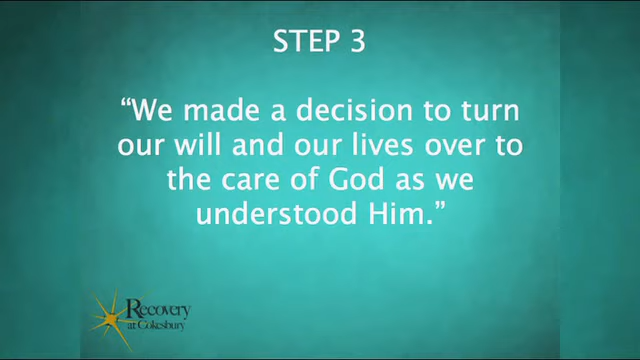 STEP 3
“We made a decision to turn
our will and our lives over to
the care of God as we
understood Him.”
Recovery
at Cokesbury